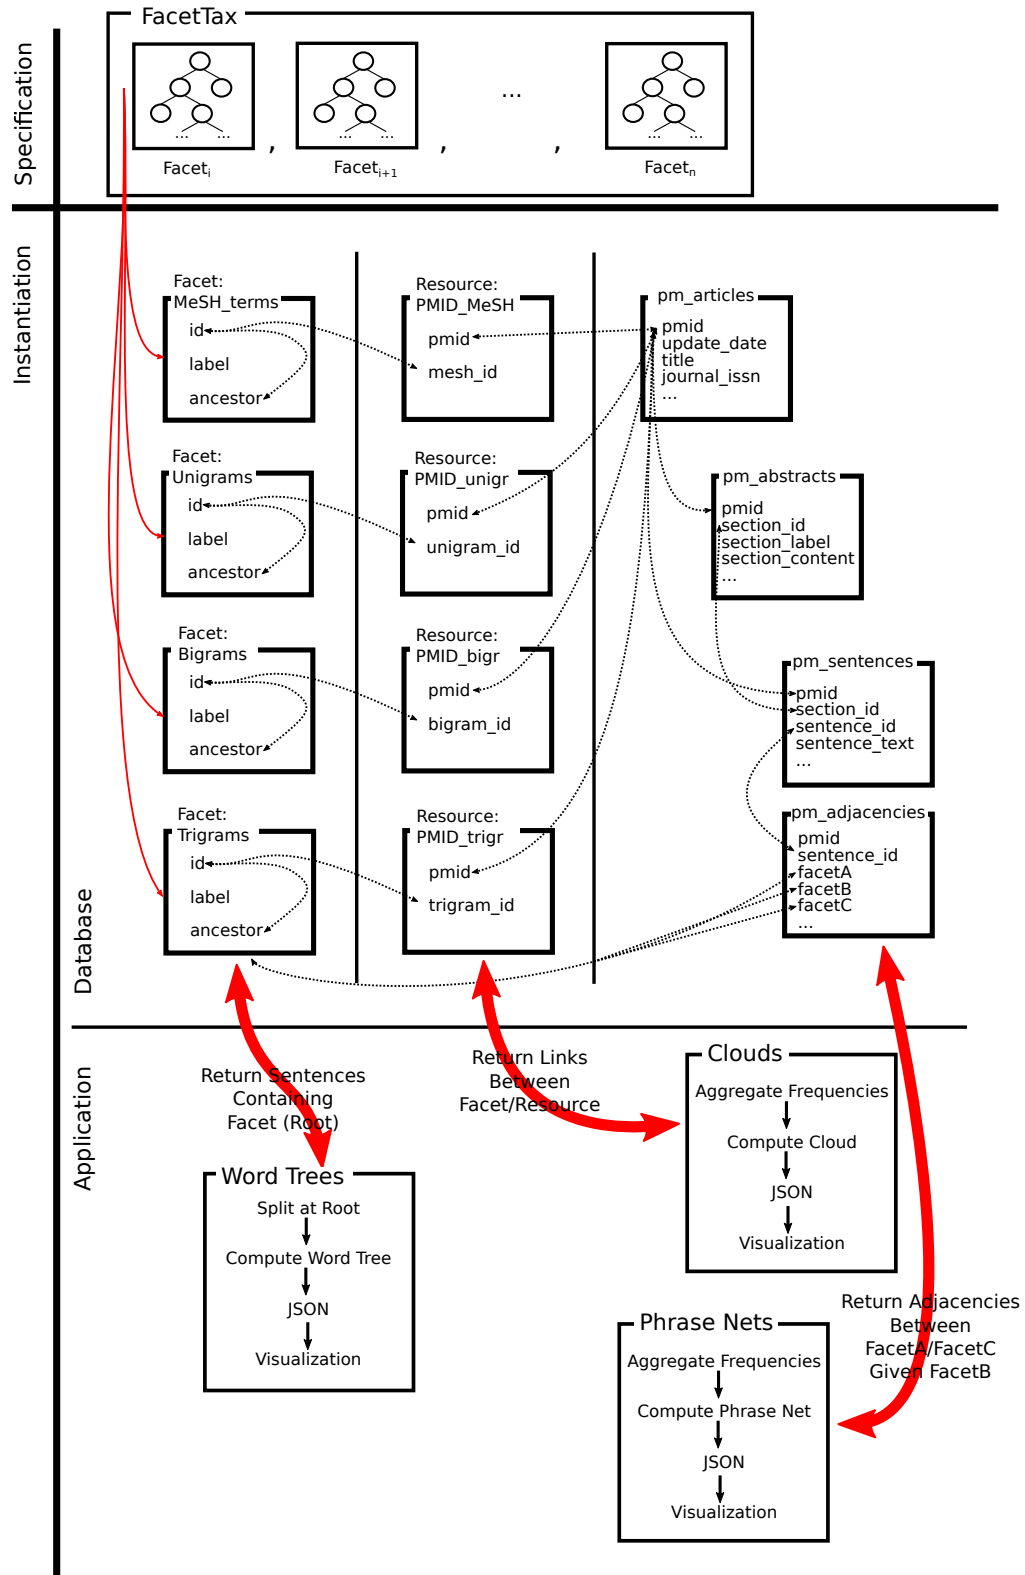 Specification
FacetTax
... ...
... ...
...
... ...
, , ,
Facet_i
Facet_i+1
Facet_n
Instantiation
Database
Facet:
MeSH_terms
id
label
ancestor
Resource:
PMID_MeSH
pmid
mesh_id
pm_articles
pmid
update_date
title
journal_issn
...
Facet:
Unigrams
id
label
ancestor
Resource:
PMID_unigr
pmid
unigram_id
pm_abstracts
pmid
section_id
section_label
section_content
...
Facet:
Bigrams
id
label
ancestor
Resource:
PMID_bigr
pmid
bigram_id
pm_sentences
pmid
section_id
sentence_id
sentence_text
...
Facet:
Trigrams
id
label
ancestor
Resource:
PMID_trigr
pmid
trigram_id
pm_adjacencies
pmid
sentence_id
facetA
facetB
facetC
...
Application
Return Sentences
Containing
Facet (Root)
Return Links
Between
Facet/Resource
Clouds
Aggregate Frequencies
Compute Cloud
JSON
Visualization
Word Trees
Split at Root
Compute Word Tree
JSON
Visualization
Return Adjacencies
Between
FacetA/FacetC
Given FacetB
Phrase Nets
Aggregate Frequencies
Compute Phrase Net
JSON
Visualization